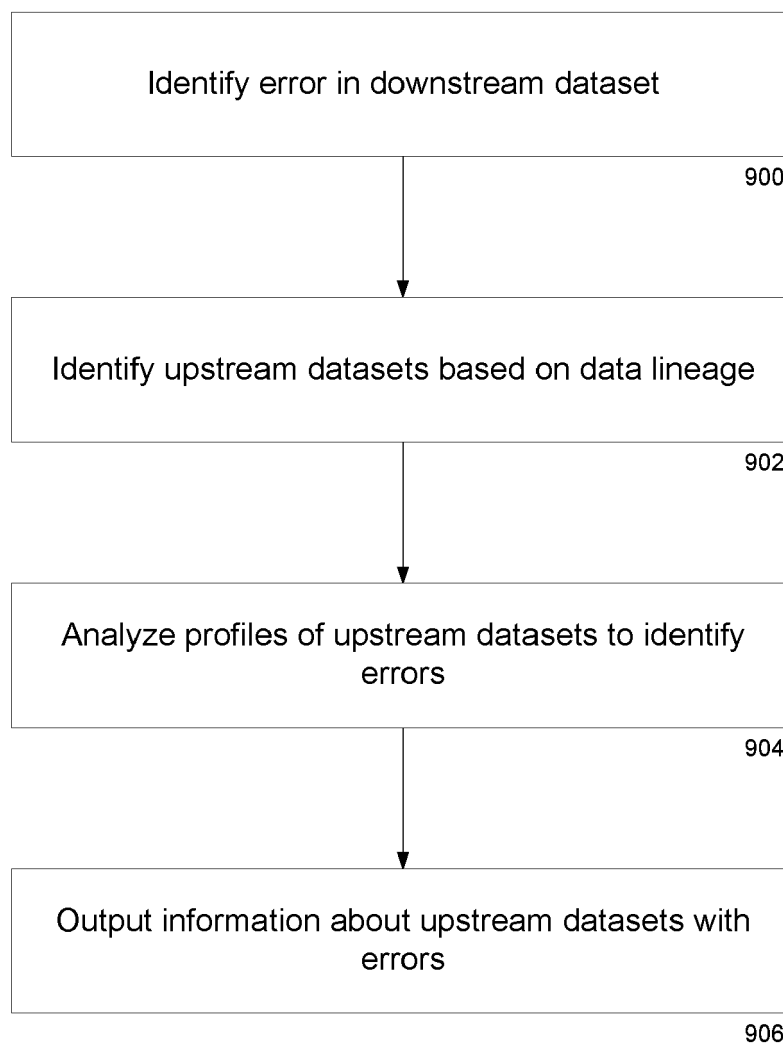 Identify error in downstream dataset
900
Identify upstream datasets based on data lineage
902
Analyze profiles of upstream datasets to identify
errors
904
Output information about upstream datasets with
errors
906